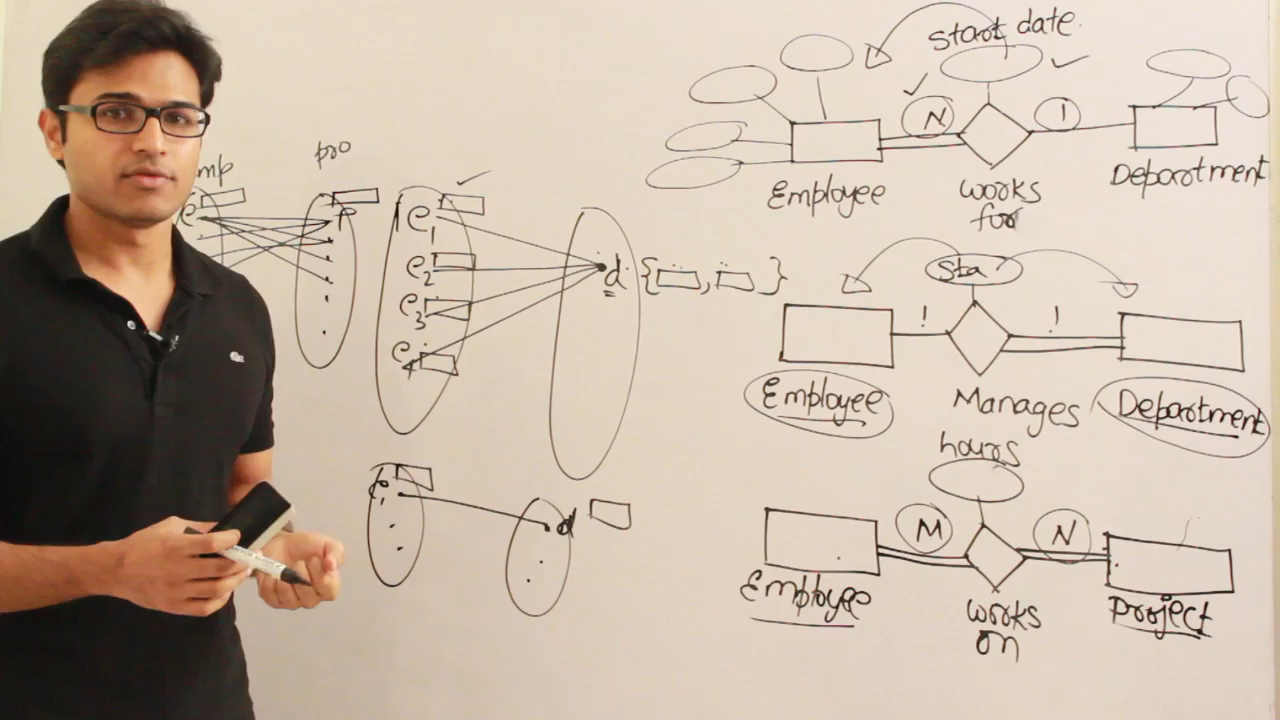 start date
N
1
Employee
works
for
Department
emp
pro
e
p
e1
e2
e3
e4
d
{ , }
sta
1
1
Employee
Manages
Department
hours
M
N
Employee
works
on
Project
e1
d